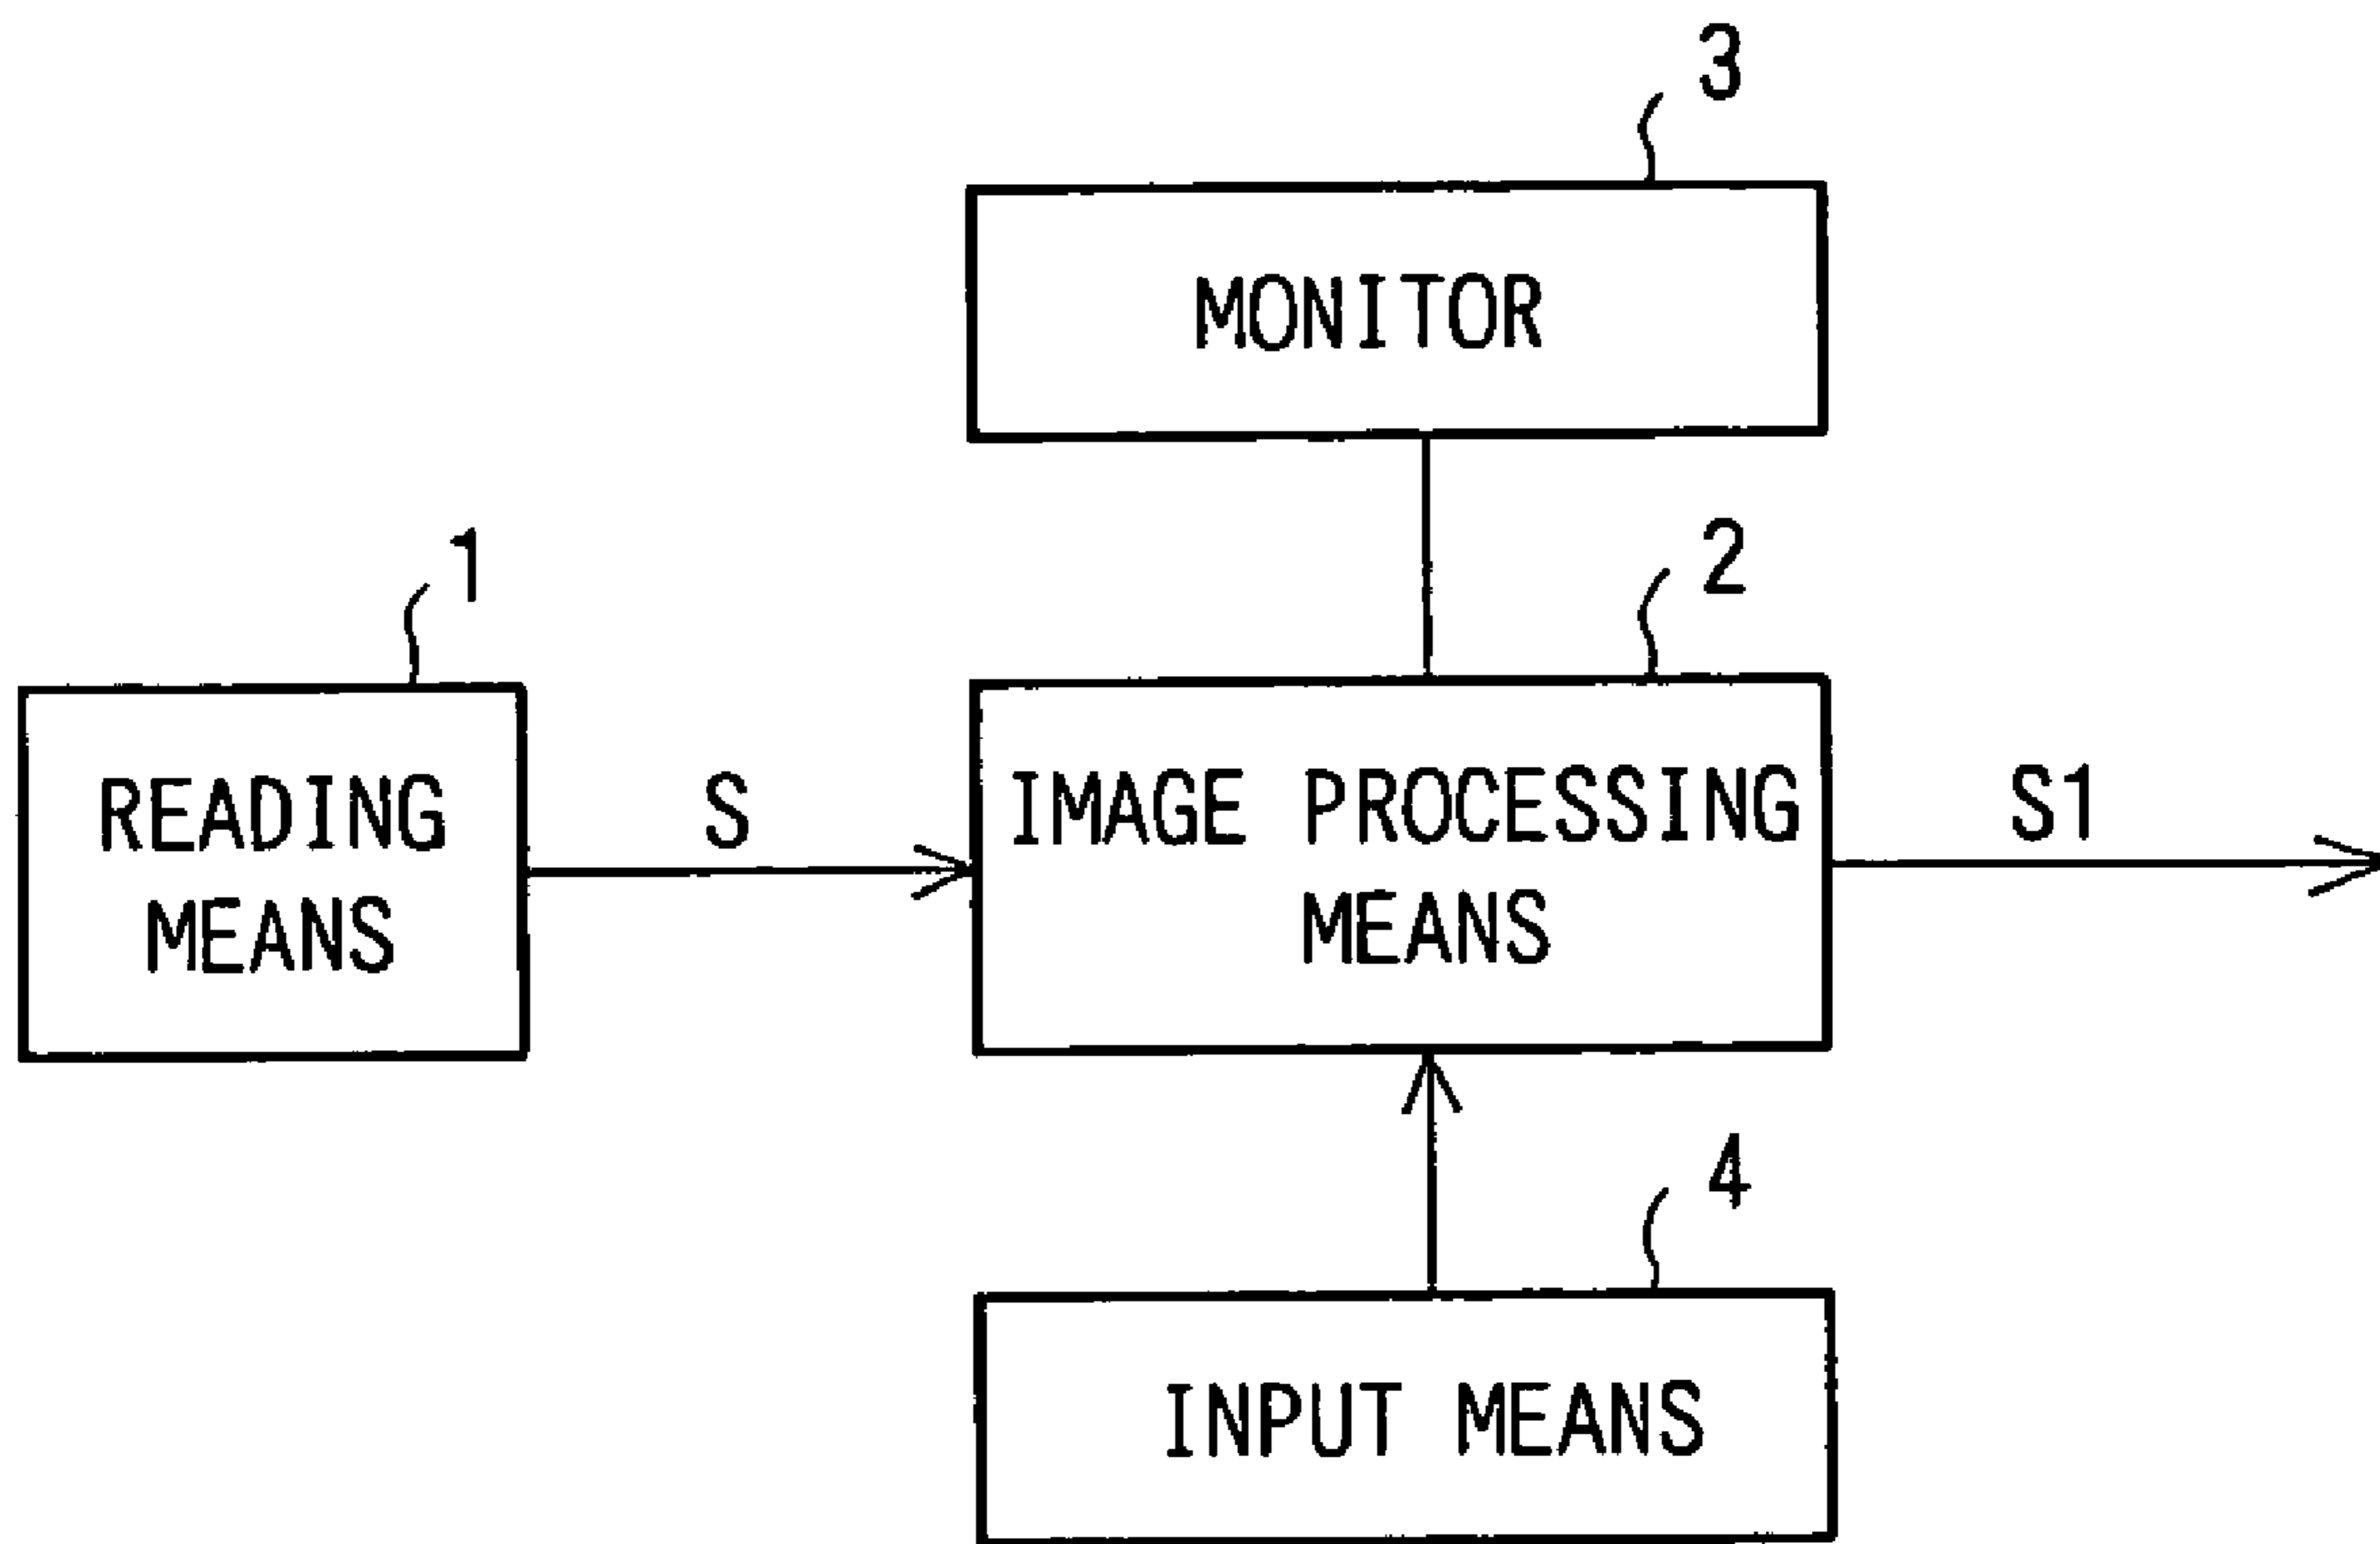 3
MONITOR
1
2
READING
MEANS
S
IMAGE PROCESSING
MEANS
S1
4
INPUT MEANS